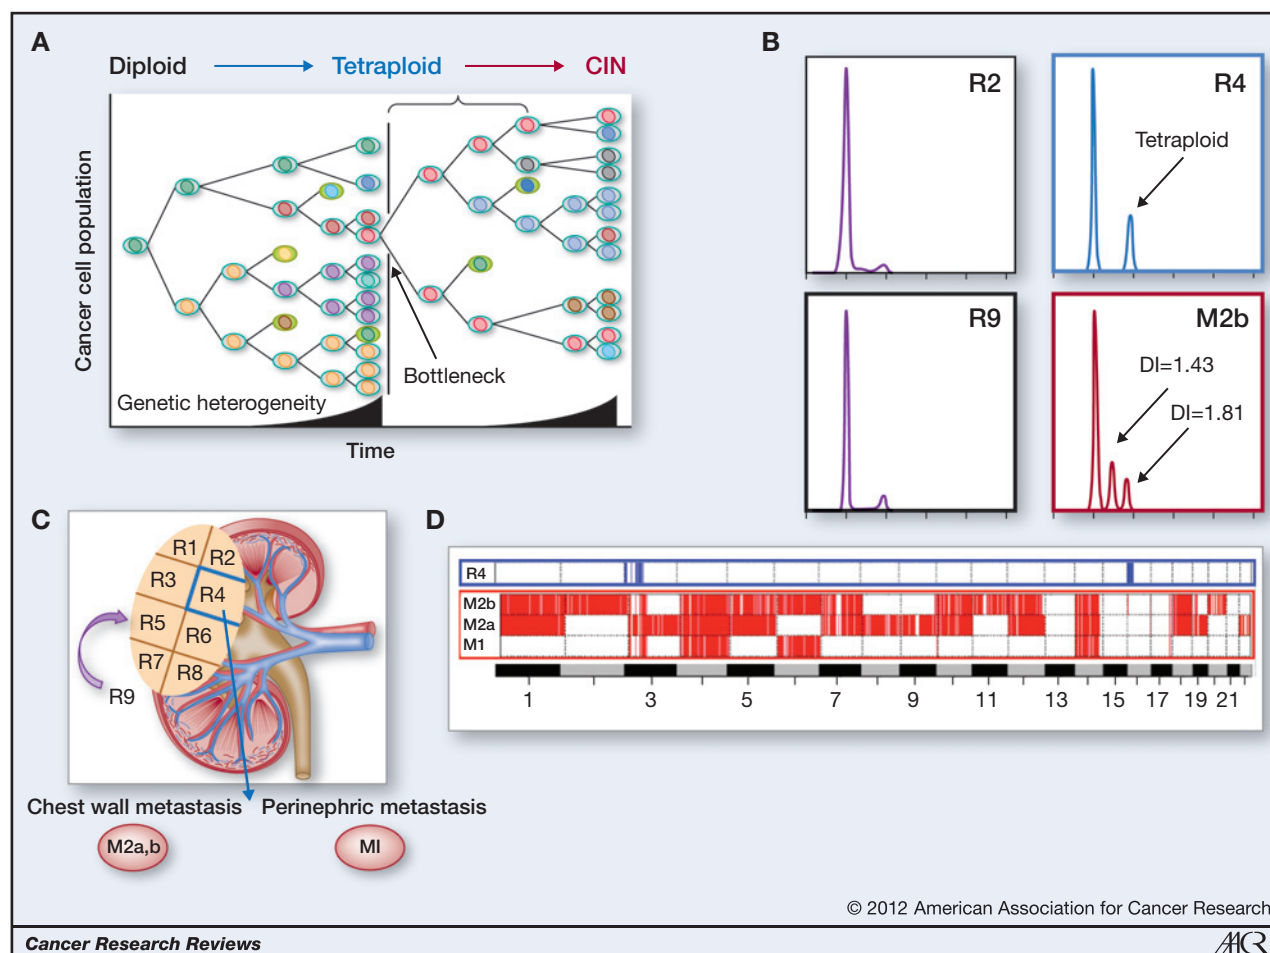 A
Diploid Tetraploid CIN
Cancer cell population
Bottleneck
Genetic heterogeneity
Time
B
R2
R4
Tetraploid
R9
M2b
DI=1.43
DI=1.81
C
R1
R2
R3
R4
R5
R6
R7
R8
R9
Chest wall metastasis Perinephric metastasis
M2a,b
MI
D
R4
M2b
M2a
M1
1 3 5 7 9 11 13 15 17 19 21
© 2012 American Association for Cancer Research
Cancer Research Reviews
AACR